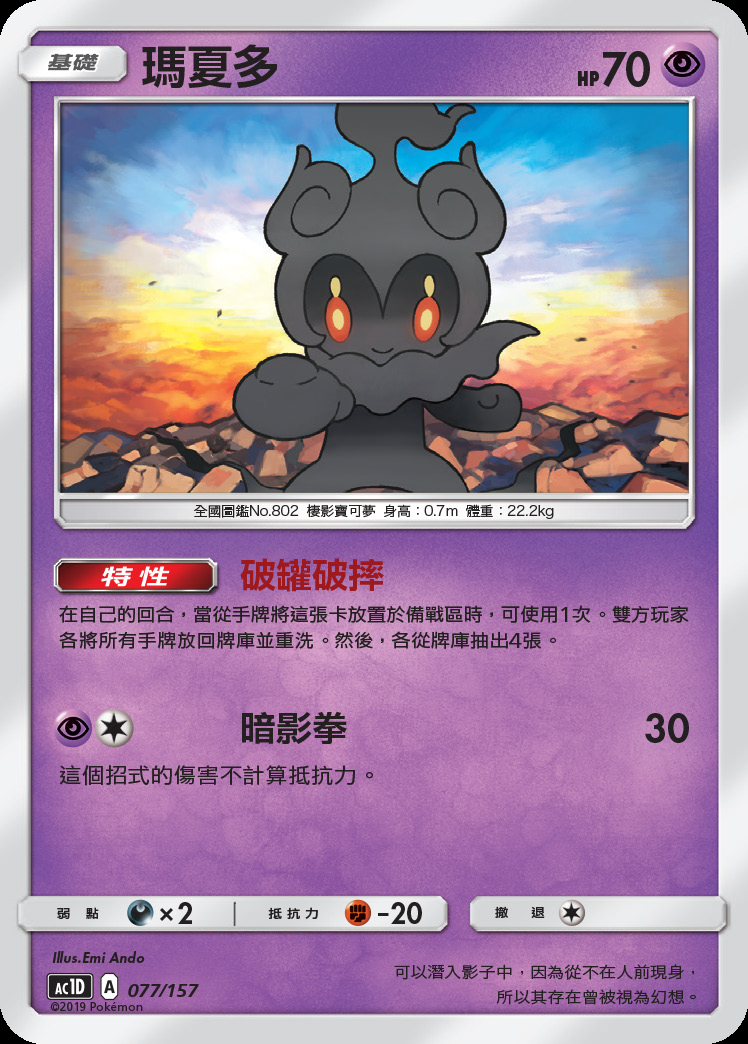 基礎 瑪夏多 HP70
全國圖鑑No.802 棲影寶可夢 身高：0.7m 體重：22.2kg
特性 破罐破摔
在自己的回合，當從手牌將這張卡放置於備戰區時，可使用1次。雙方玩家
各將所有手牌放回牌庫並重洗。然後，各從牌庫抽出4張。
暗影拳 30
這個招式的傷害不計算抵抗力。
弱點 ×2 抵抗力 -20 撤退
Illus.Emi Ando
AC1D A 077/157
©2019 Pokémon
可以潛入影子中，因為從不在人前現身，
所以其存在曾被視為幻想。